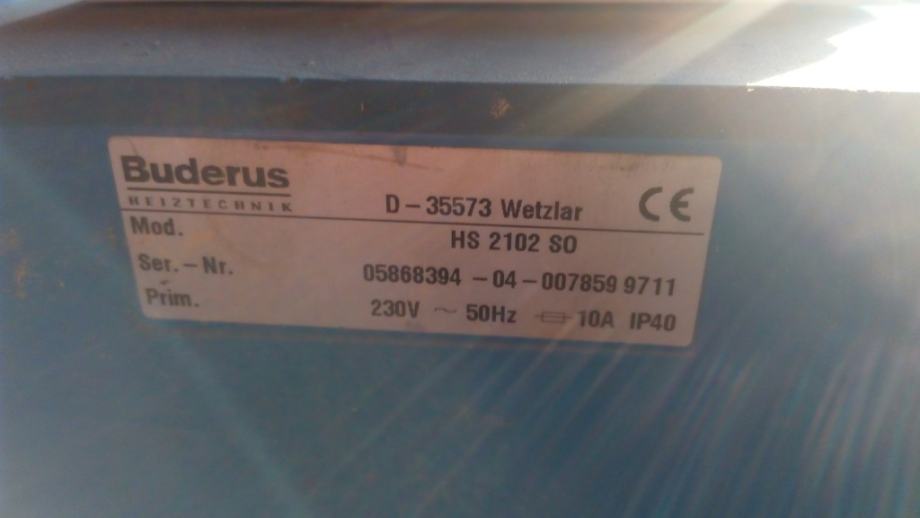 Buderus
HEIZTECHNIK
D-35573 Wetzlar CE
Mod. HS 2102 SO
Ser.-Nr. 05868394-04-007859 9711
Prim. 230V ~ 50Hz 10A IP40